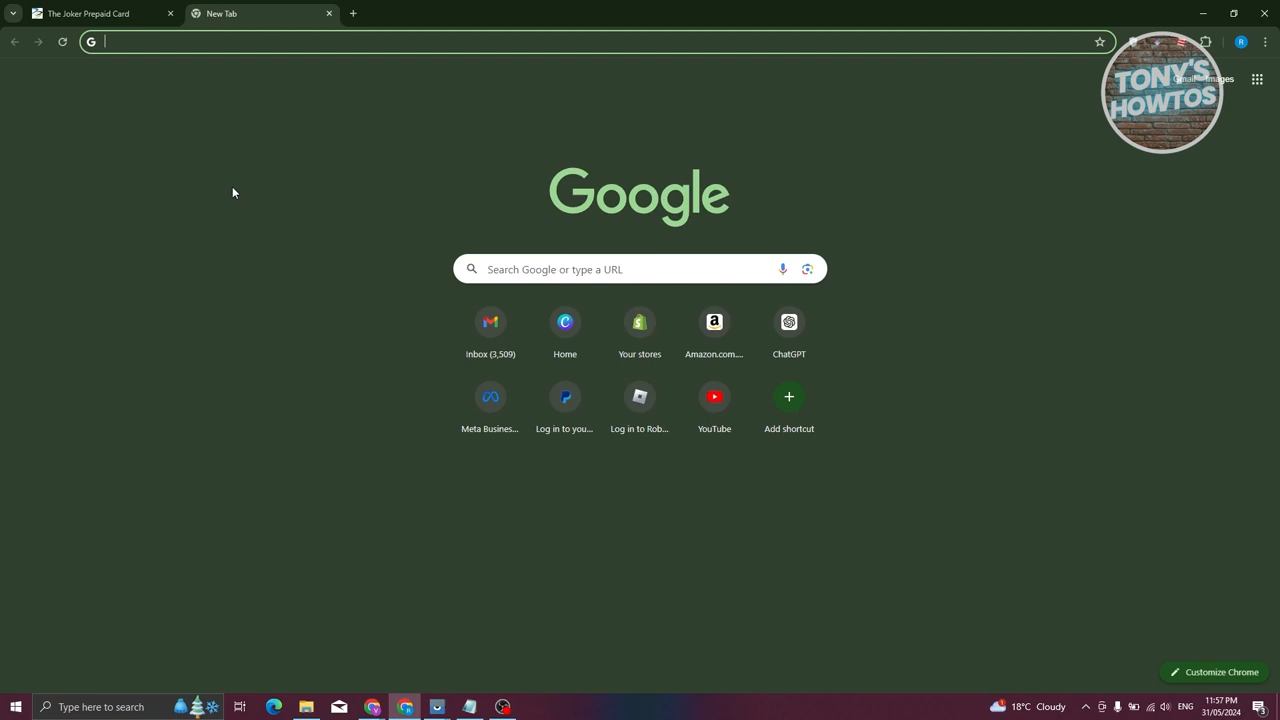 The Joker Prepaid Card
New Tab
R
Gmail
Images
TONY'S
HOWTOS
Google
Search Google or type a URL
Inbox (3,509)
Home
Your stores
Amazon.com....
ChatGPT
Meta Busines...
Log in to you...
Log in to Rob...
YouTube
Add shortcut
Customize Chrome
Type here to search
18°C Cloudy
ENG
11:57 PM
31/05/2024